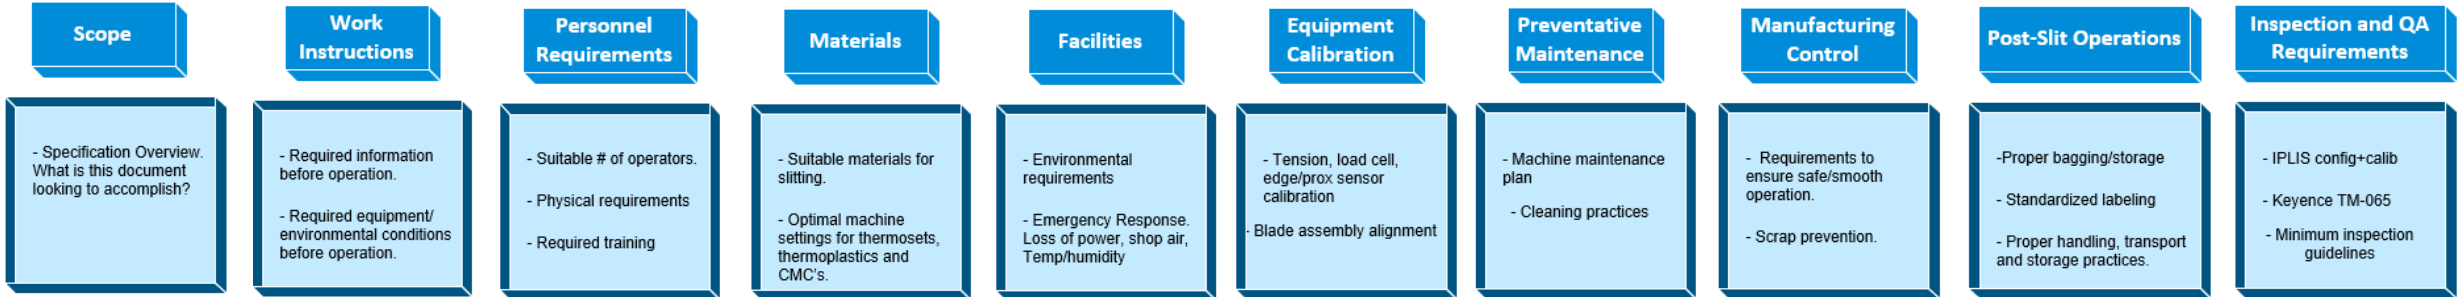 Scope
- Specification Overview.
What is this document
looking to accomplish?
Work
Instructions
- Required information
before operation.
- Required equipment/
environmental conditions
before operation.
Personnel
Requirements
- Suitable # of operators.
- Physical requirements
- Required training
Materials
- Suitable materials for
slitting.
- Optimal machine
settings for thermosets,
thermoplastics and
CMC's.
Facilities
- Environmental
requirements
- Emergency Response.
Loss of power, shop air,
Temp/humidity
Equipment
Calibration
- Tension, load cell,
edge/prox sensor
calibration
- Blade assembly alignment
Preventative
Maintenance
- Machine maintenance
plan
- Cleaning practices
Manufacturing
Control
- Requirements to
ensure safe/smooth
operation.
- Scrap prevention.
Post-Slit Operations
-Proper bagging/storage
- Standardized labeling
- Proper handling, transport
and storage practices.
Inspection and QA
Requirements
- IPLIS config+calib
- Keyence TM-065
- Minimum inspection
guidelines